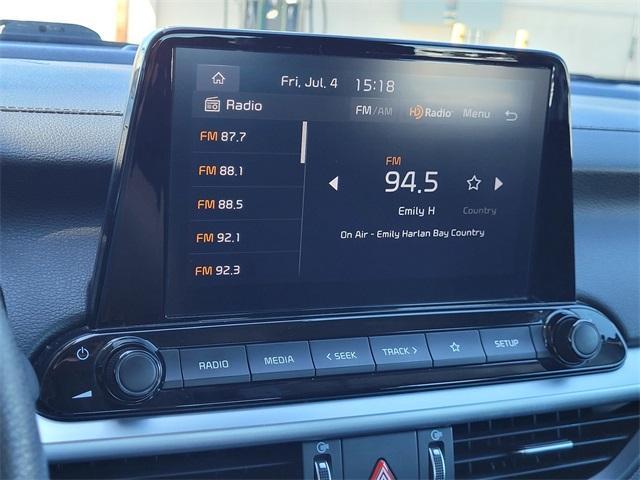 Fri, Jul. 4 15:18
Radio FM/AM HD Radio Menu
FM 87.7
FM 88.1
FM 88.5
FM 92.1
FM 92.3
FM
94.5
Emily H Country
On Air - Emily Harlan Bay Country
RADIO MEDIA < SEEK TRACK > SETUP